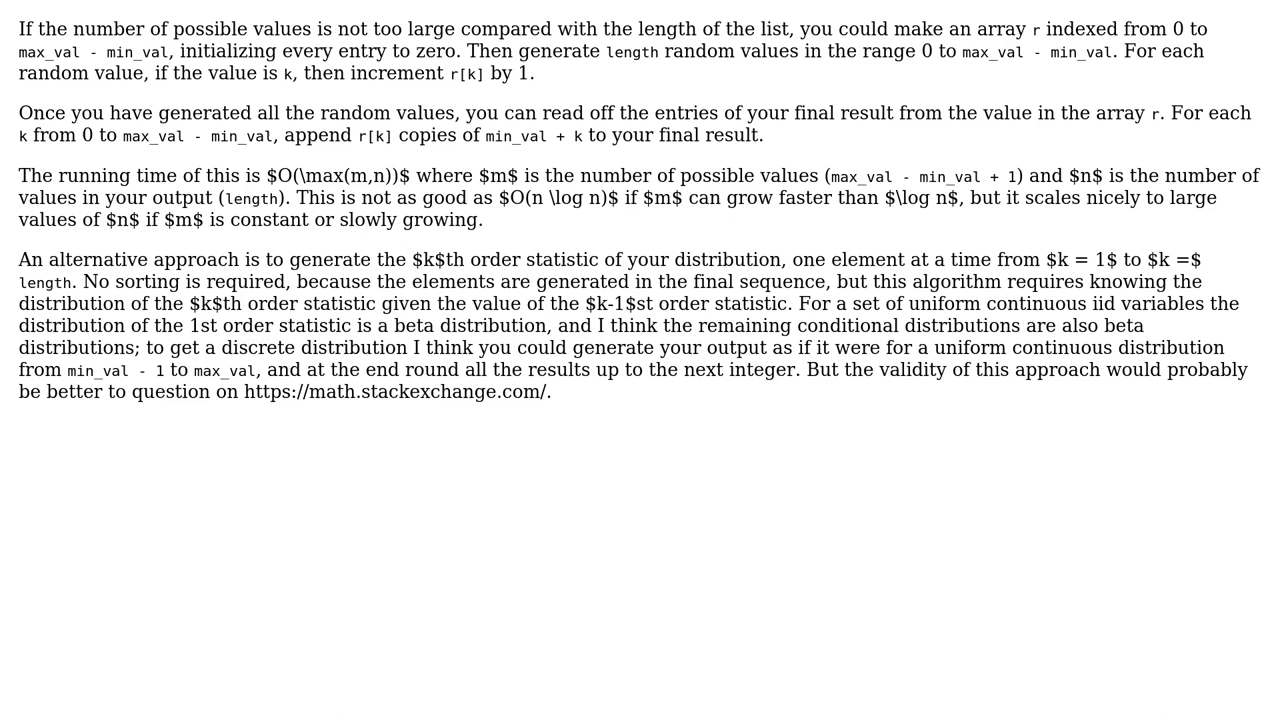 If the number of possible values is not too large compared with the length of the list, you could make an array r indexed from 0 to
max_val - min_val, initializing every entry to zero. Then generate length random values in the range 0 to max_val - min_val. For each
random value, if the value is k, then increment r[k] by 1.
Once you have generated all the random values, you can read off the entries of your final result from the value in the array r. For each
k from 0 to max_val - min_val, append r[k] copies of min_val + k to your final result.
The running time of this is $O(\max(m,n))$ where $m$ is the number of possible values (max_val - min_val + 1) and $n$ is the number of
values in your output (length). This is not as good as $O(n \log n)$ if $m$ can grow faster than $\log n$, but it scales nicely to large
values of $n$ if $m$ is constant or slowly growing.
An alternative approach is to generate the $k$th order statistic of your distribution, one element at a time from $k = 1$ to $k =$
length. No sorting is required, because the elements are generated in the final sequence, but this algorithm requires knowing the
distribution of the $k$th order statistic given the value of the $k-1$st order statistic. For a set of uniform continuous iid variables the
distribution of the 1st order statistic is a beta distribution, and I think the remaining conditional distributions are also beta
distributions; to get a discrete distribution I think you could generate your output as if it were for a uniform continuous distribution
from min_val - 1 to max_val, and at the end round all the results up to the next integer. But the validity of this approach would probably
be better to question on https://math.stackexchange.com/.